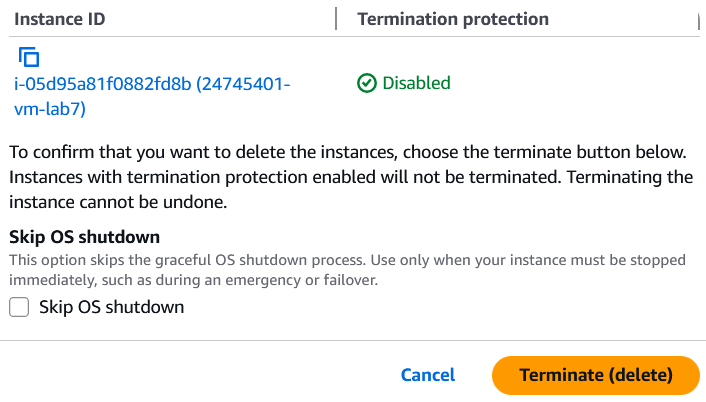 Instance ID
Termination protection
i-05d95a81f0882fd8b (24745401-
vm-lab7)
Disabled
To confirm that you want to delete the instances, choose the terminate button below.
Instances with termination protection enabled will not be terminated. Terminating the
instance cannot be undone.
Skip OS shutdown
This option skips the graceful OS shutdown process. Use only when your instance must be stopped
immediately, such as during an emergency or failover.
Skip OS shutdown
Cancel
Terminate (delete)